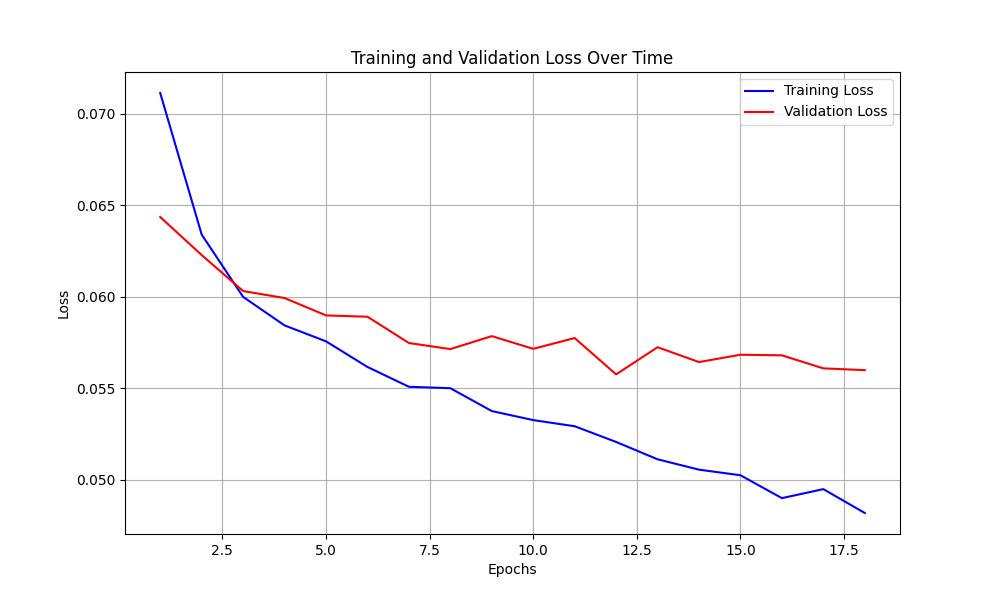 Training and Validation Loss Over Time
Training Loss
Validation Loss
0.070
0.065
0.060
0.055
0.050
Loss
2.5 5.0 7.5 10.0 12.5 15.0 17.5
Epochs